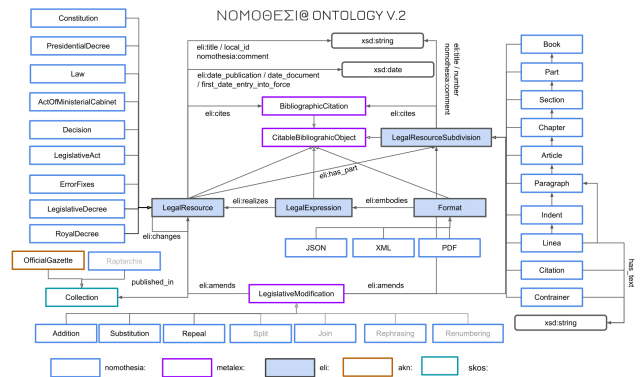 ΝΟΜΟΘΕΣΙ@ ONTOLOGY V.2
Constitution
PresidentialDecree
Law
ActOfMinisterialCabinet
Decision
LegislativeAct
ErrorFixes
LegislativeDecree
RoyalDecree
OfficialGazette
Raptarchis
Collection
published_in
eli:title / local_id
nomothesia:comment
xsd:string
eli:date_publication / date_document
/ first_date_entry_into_force
xsd:date
eli:title / number
nomothesia:comment
eli:cites
BibliographicCitation
eli:cites
CitableBibliograhicObject
LegalResourceSubdivision
eli:has_part
LegalResource
eli:realizes
LegalExpression
eli:embodies
Format
eli:changes
JSON
XML
PDF
eli:amends
LegislativeModification
eli:amends
Addition
Substitution
Repeal
Split
Join
Rephrasing
Renumbering
Book
Part
Section
Chapter
Article
Paragraph
Indent
Linea
Citation
Contrainer
has_text
xsd:string
nomothesia:
metalex:
eli:
akn:
skos: